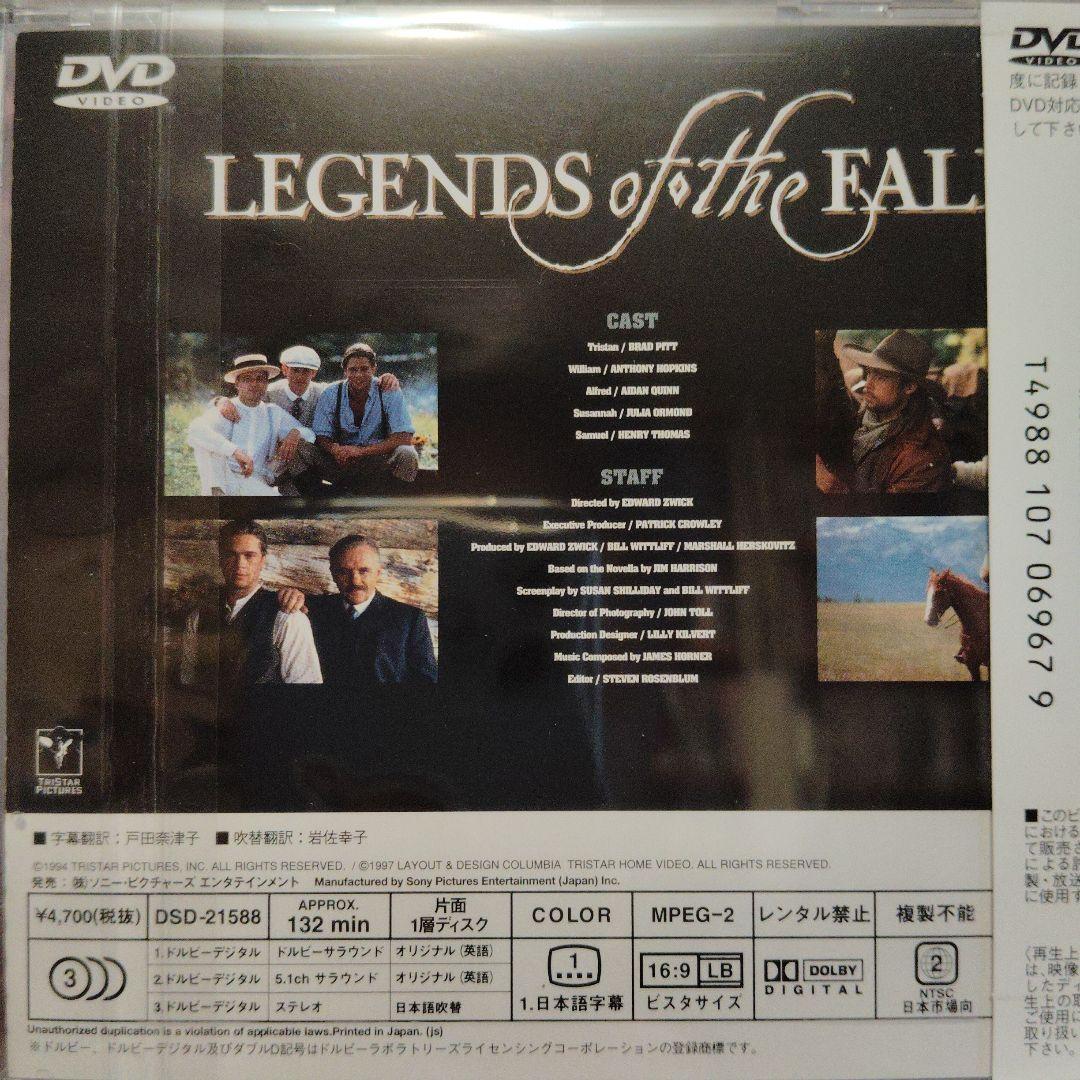 DVD
VIDEO
LEGENDS of the FAL
CAST
Tristan / BRAD PITT
William / ANTHONY HOPKINS
Alfred / AIDAN QUINN
Susannah / JULIA ORMOND
Samuel / HENRY THOMAS
STAFF
Directed by EDWARD ZWICK
Executive Producer / PATRICK CROWLEY
Produced by EDWARD ZWICK / BILL WITTLIFF / MARSHALL HERSKOVITZ
Based on the Novella by JIM HARRISON
Screenplay by SUSAN SHILLIDAY and BILL WITTLIFF
Director of Photography / JOHN TOLL
Production Designer / LILLY KILVERT
Music Composed by JAMES HORNER
Editor / STEVEN ROSENBLUM
TRISTAR
PICTURES
■字幕翻訳：戸田奈津子 ■吹替翻訳：岩佐幸子
©1994 TRISTAR PICTURES, INC. ALL RIGHTS RESERVED. / ©1997 LAYOUT & DESIGN COLUMBIA TRISTAR HOME VIDEO. ALL RIGHTS RESERVED.
発売：㈱ソニー・ピクチャーズ エンタテインメント Manufactured by Sony Pictures Entertainment (Japan) Inc.
¥4,700(税抜) DSD-21588 APPROX. 132 min 片面 1層ディスク COLOR MPEG-2 レンタル禁止 複製不能
3
1.ドルビーデジタル ドルビーサラウンド オリジナル(英語)
2.ドルビーデジタル 5.1ch サラウンド オリジナル(英語)
3.ドルビーデジタル ステレオ 日本語吹替
1
1.日本語字幕
16:9 LB
ビスタサイズ
DOLBY
DIGITAL
2
NTSC
日本市場向
Unauthorized duplication is a violation of applicable laws.Printed in Japan. (js)
※ドルビー、ドルビーデジタル及びダブルD記号はドルビーラボラトリーズライセンシングコーポレーションの登録商標です。
DVD
VIDEO
度に記録
DVD対応
して下さい
T4988 107 06967 9
■このビ
における
て販売さ
による許
製・放送
に使用す
(再生上
は、映像
したディ
生上の取
ご使用に
取り扱い
下さい。